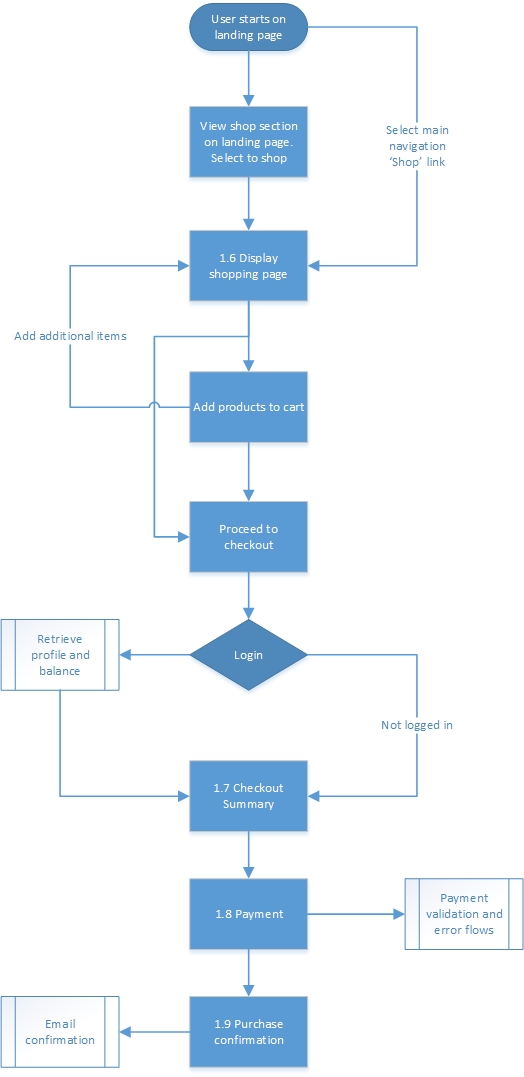 User starts on
landing page
View shop section
on landing page.
Select to shop
Select main
navigation
‘Shop’ link
1.6 Display
shopping page
Add additional items
Add products to cart
Proceed to
checkout
Login
Retrieve
profile and
balance
Not logged in
1.7 Checkout
Summary
1.8 Payment
Payment
validation and
error flows
1.9 Purchase
confirmation
Email
confirmation